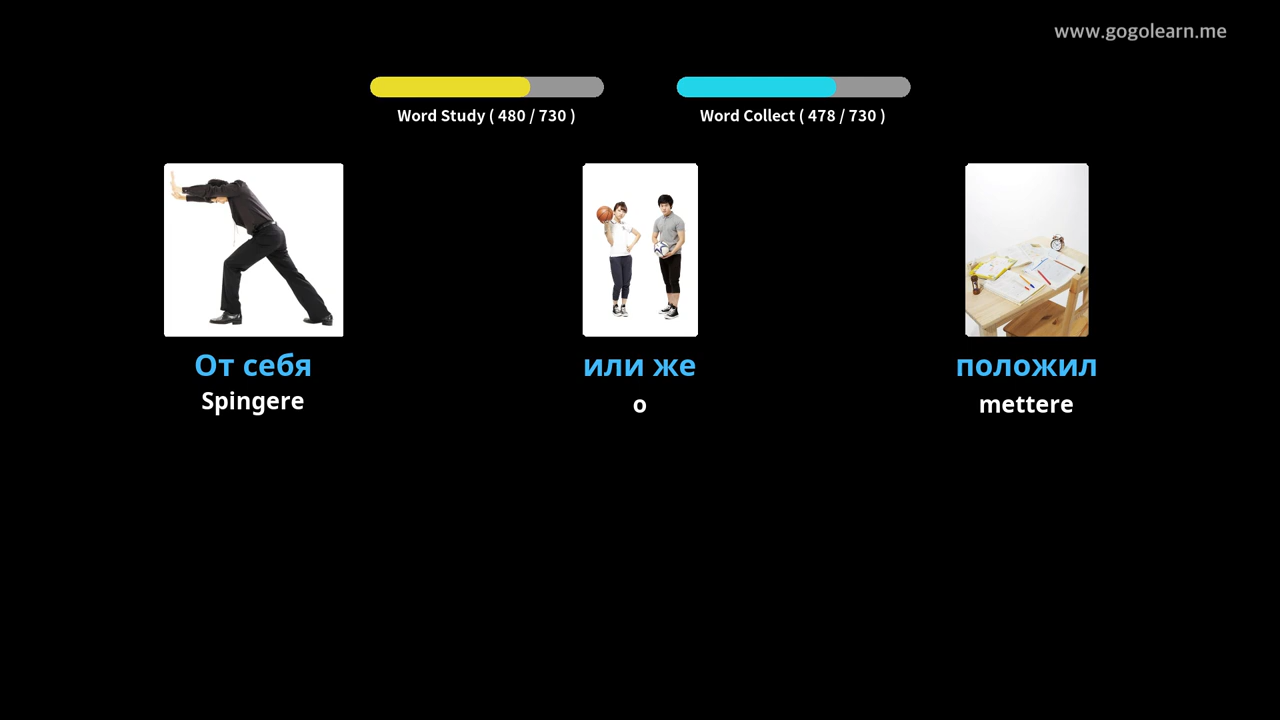 www.gogolearn.me
Word Study ( 480 / 730 )
Word Collect ( 478 / 730 )
От себя
Spingere
или же
o
положил
mettere